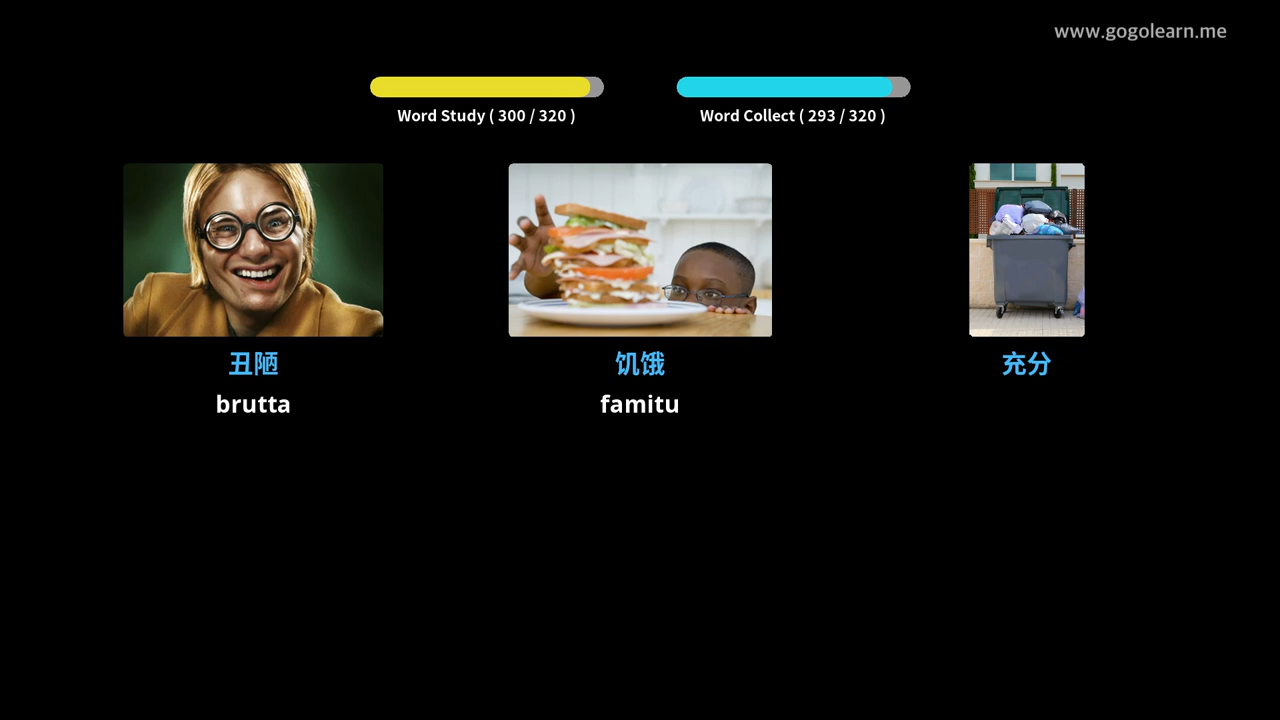 www.gogolearn.me
Word Study ( 300 / 320 )
Word Collect ( 293 / 320 )
丑陋
饥饿
充分
brutta
famitu